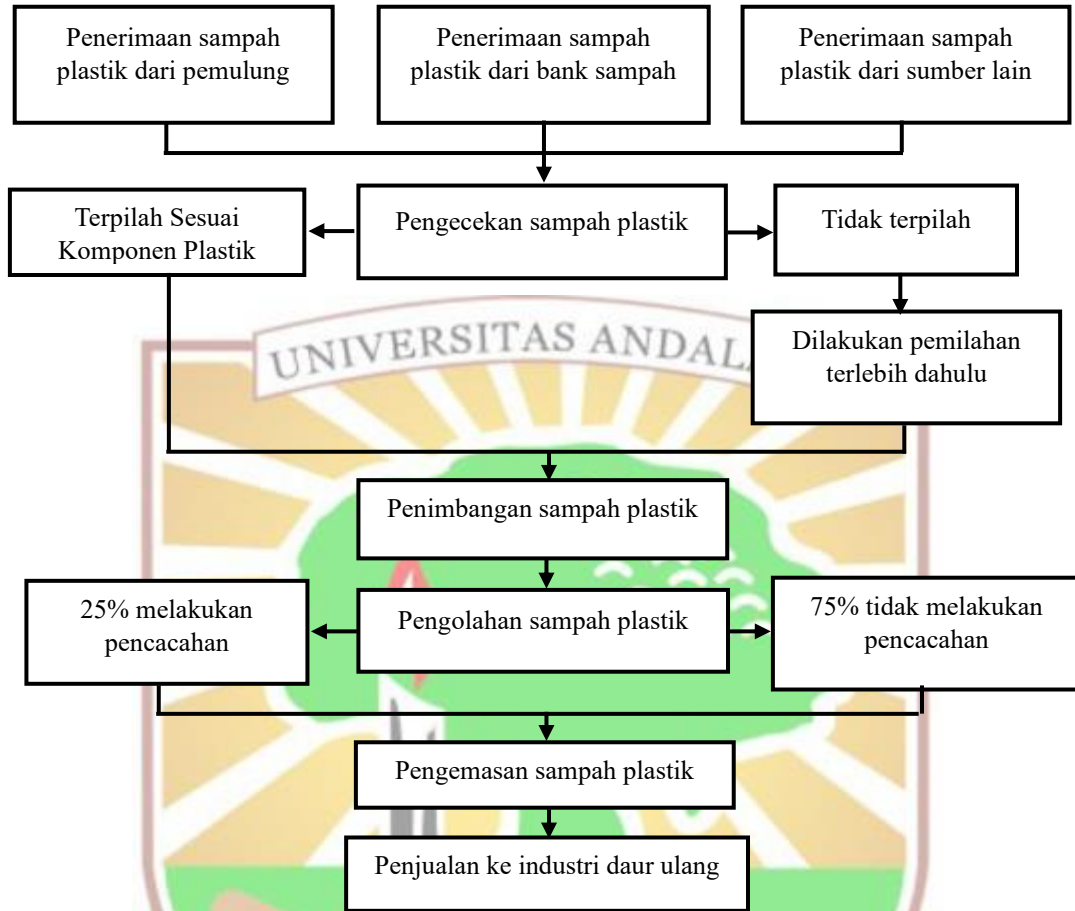 Penerimaan sampah
plastik dari pemulung
Penerimaan sampah
plastik dari bank sampah
Penerimaan sampah
plastik dari sumber lain
Terpilah Sesuai
Komponen Plastik
Pengecekan sampah plastik
Tidak terpilah
UNIVERSITAS ANDAL
Dilakukan pemilahan
terlebih dahulu
Penimbangan sampah plastik
25% melakukan
pencacahan
Pengolahan sampah plastik
75% tidak melakukan
pencacahan
Pengemasan sampah plastik
Penjualan ke industri daur ulang